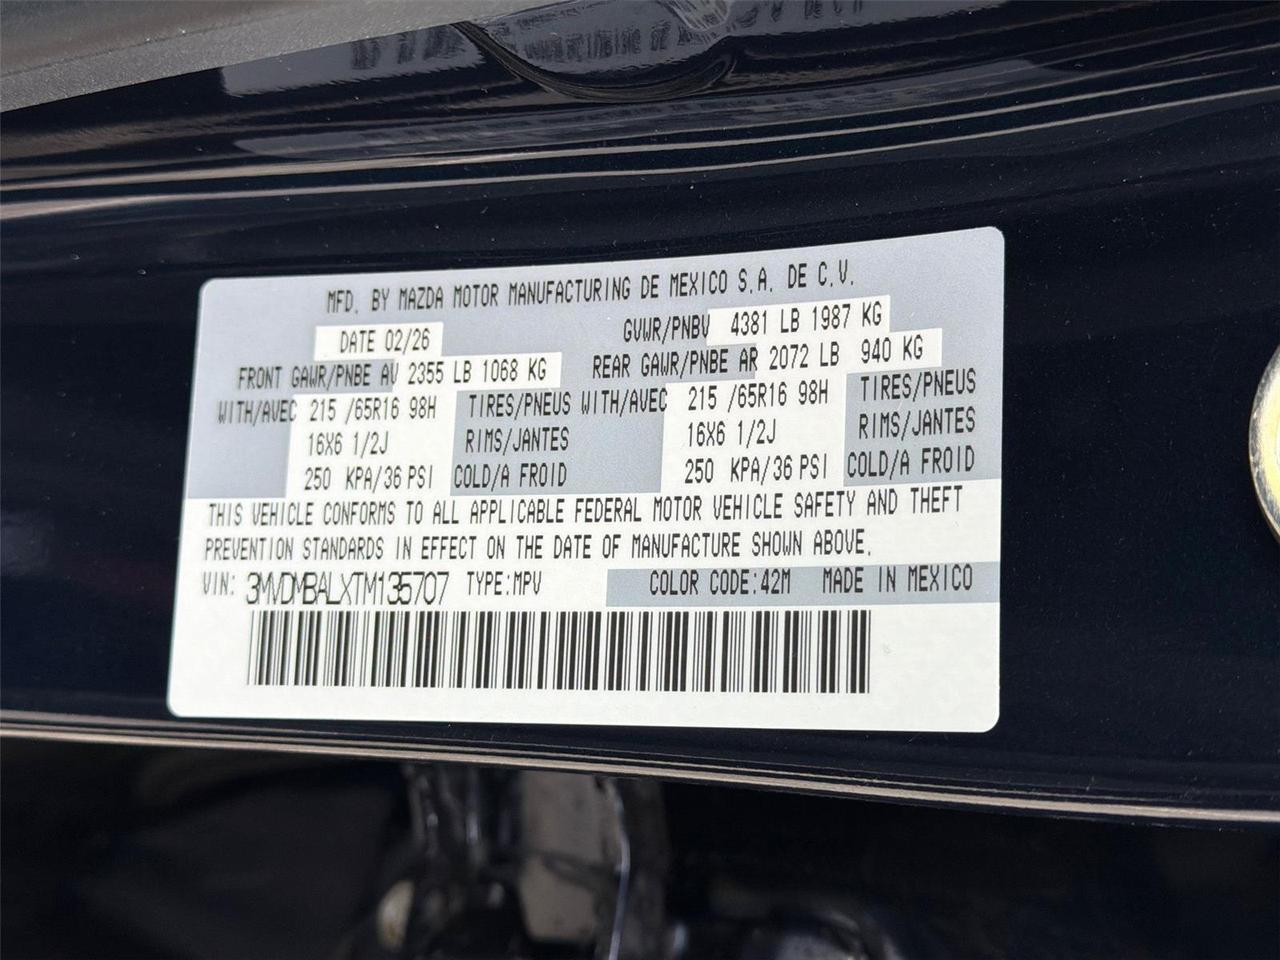 MFD. BY MAZDA MOTOR MANUFACTURING DE MEXICO S.A. DE C.V.
DATE 02/26 GVWR/PNBV 4381 LB 1987 KG
FRONT GAWR/PNBE AV 2355 LB 1068 KG REAR GAWR/PNBE AR 2072 LB 940 KG
WITH/AVEC 215 /65R16 98H TIRES/PNEUS WITH/AVEC 215 /65R16 98H TIRES/PNEUS
16X6 1/2J RIMS/JANTES 16X6 1/2J RIMS/JANTES
250 KPA/36 PSI COLD/A FROID 250 KPA/36 PSI COLD/A FROID
THIS VEHICLE CONFORMS TO ALL APPLICABLE FEDERAL MOTOR VEHICLE SAFETY AND THEFT
PREVENTION STANDARDS IN EFFECT ON THE DATE OF MANUFACTURE SHOWN ABOVE.
VIN: 3MVDMBALXTM135707 TYPE:MPV COLOR CODE:42M MADE IN MEXICO